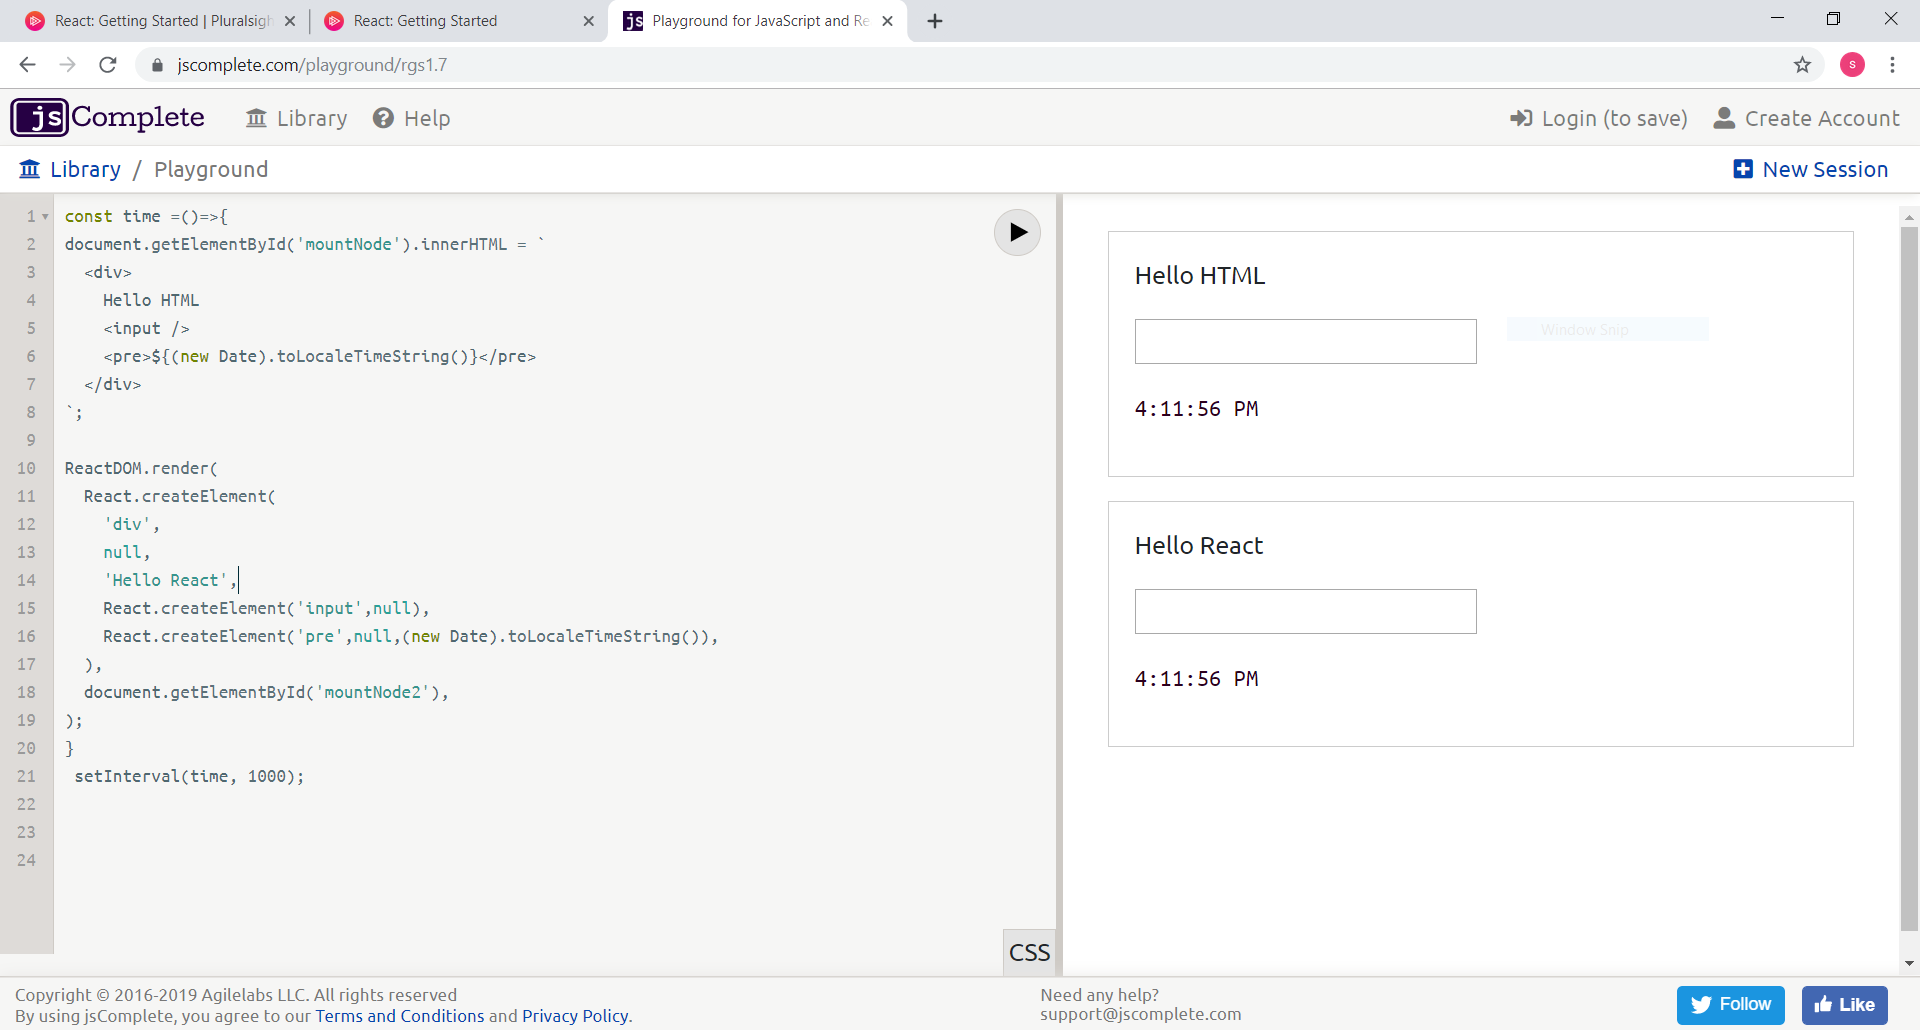 React: Getting Started | Pluralsigh
React: Getting Started
Playground for JavaScript and Re
jscomplete.com/playground/rgs1.7
S
jsComplete
Library
Help
Login (to save)
Create Account
Library / Playground
New Session
1 const time =()=>{
2 document.getElementById('mountNode').innerHTML = `
3 <div>
4 Hello HTML
5 <input />
6 <pre>${(new Date).toLocaleTimeString()}</pre>
7 </div>
8 `;
9
10 ReactDOM.render(
11 React.createElement(
12 'div',
13 null,
14 'Hello React',
15 React.createElement('input',null),
16 React.createElement('pre',null,(new Date).toLocaleTimeString()),
17 ),
18 document.getElementById('mountNode2'),
19 );
20 }
21 setInterval(time, 1000);
22
23
24
CSS
Hello HTML
Window Snip
4:11:56 PM
Hello React
4:11:56 PM
Copyright © 2016-2019 Agilelabs LLC. All rights reserved
By using jsComplete, you agree to our Terms and Conditions and Privacy Policy.
Need any help?
support@jscomplete.com
Follow
Like